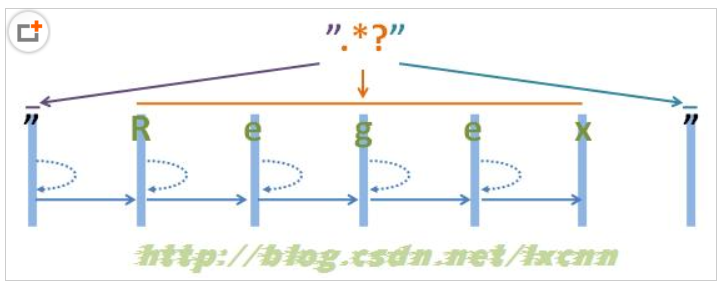 ”.*?”
” R e g e x ”
http://blog.csdn.net/lxcnn